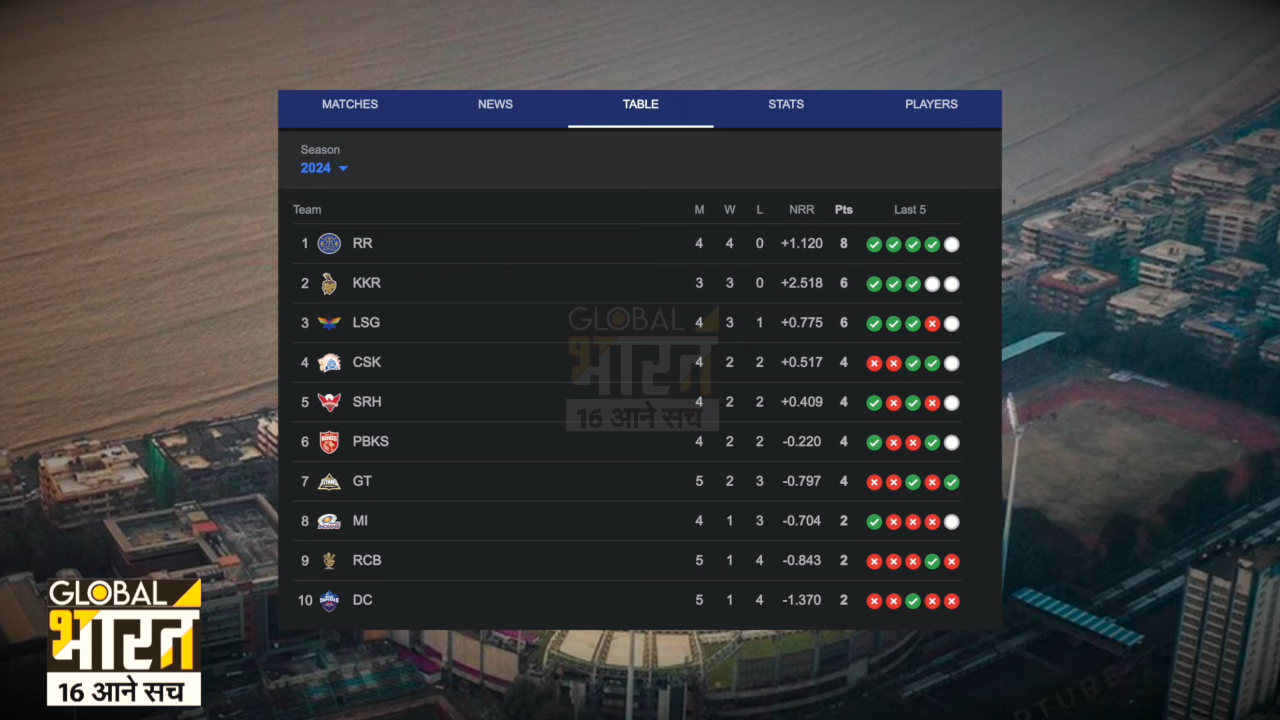 MATCHES NEWS TABLE STATS PLAYERS
Season
2024
Team M W L NRR Pts Last 5
1 RR 4 4 0 +1.120 8
2 KKR 3 3 0 +2.518 6
3 LSG 4 3 1 +0.775 6
4 CSK 4 2 2 +0.517 4
5 SRH 4 2 2 +0.409 4
6 PBKS 4 2 2 -0.220 4
7 GT 5 2 3 -0.797 4
8 MI 4 1 3 -0.704 2
9 RCB 5 1 4 -0.843 2
10 DC 5 1 4 -1.370 2
GLOBAL
भारत
16 आने सच
GLOBAL
भारत
16 आने सच